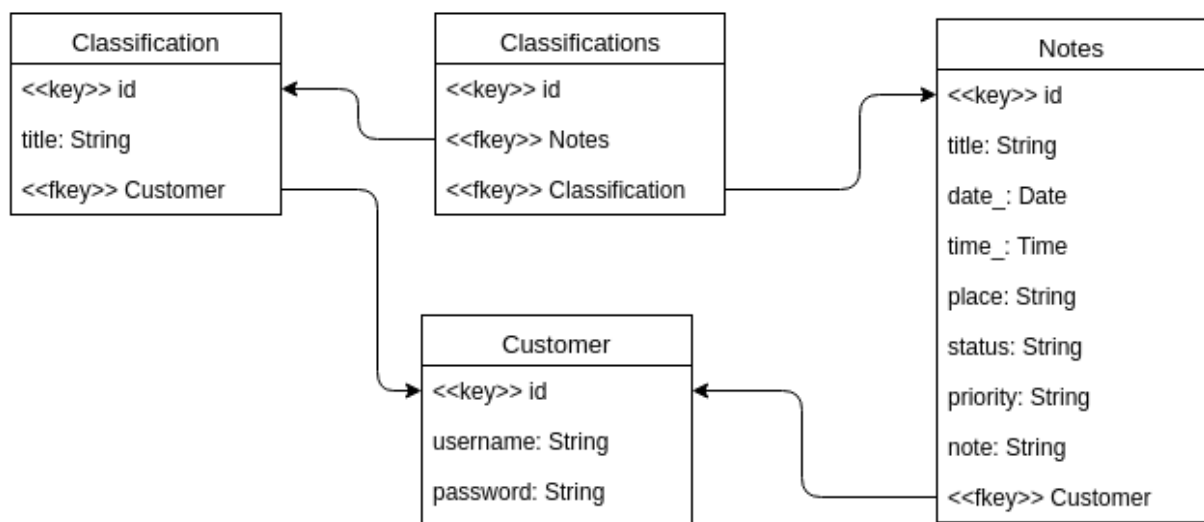 Classification
<<key>> id
title: String
<<fkey>> Customer
Classifications
<<key>> id
<<fkey>> Notes
<<fkey>> Classification
Notes
<<key>> id
title: String
date_: Date
time_: Time
place: String
status: String
priority: String
note: String
<<fkey>> Customer
Customer
<<key>> id
username: String
password: String